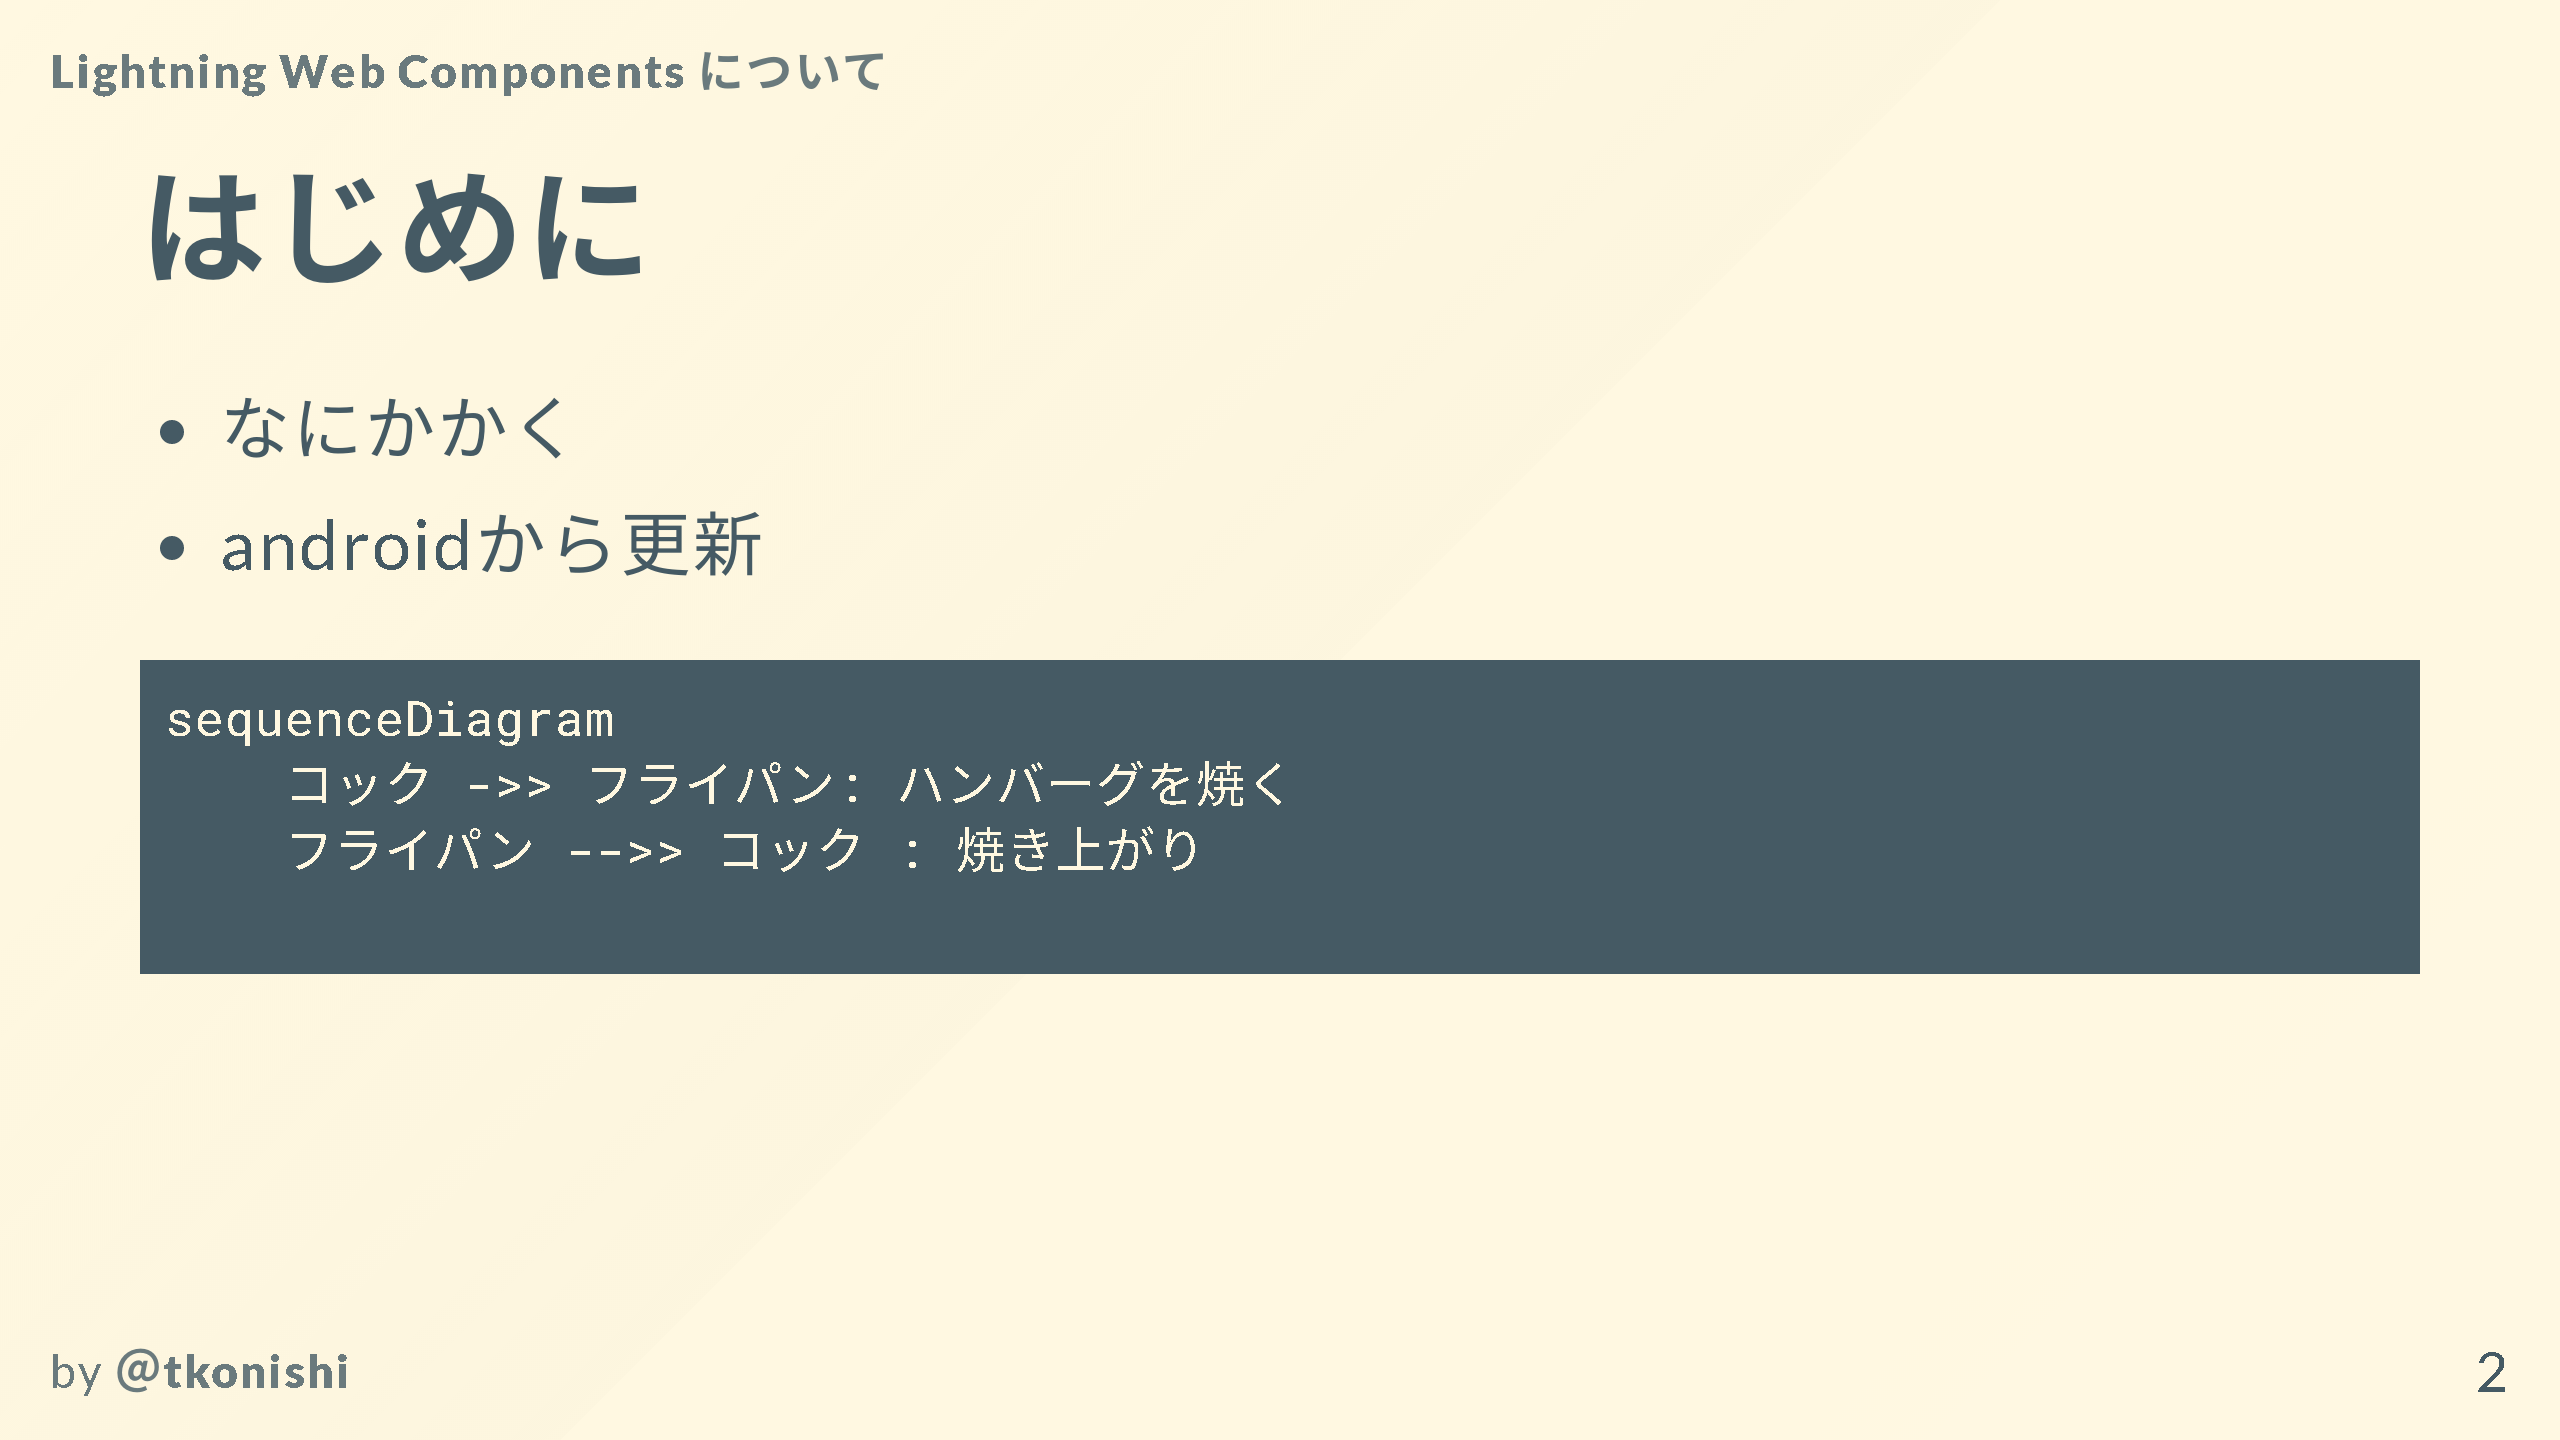 Lightning Web Components について
はじめに
• なにかかく
• androidから更新
sequenceDiagram
    コック ->> フライパン: ハンバーグを焼く
    フライパン -->> コック : 焼き上がり
by @tkonishi
2